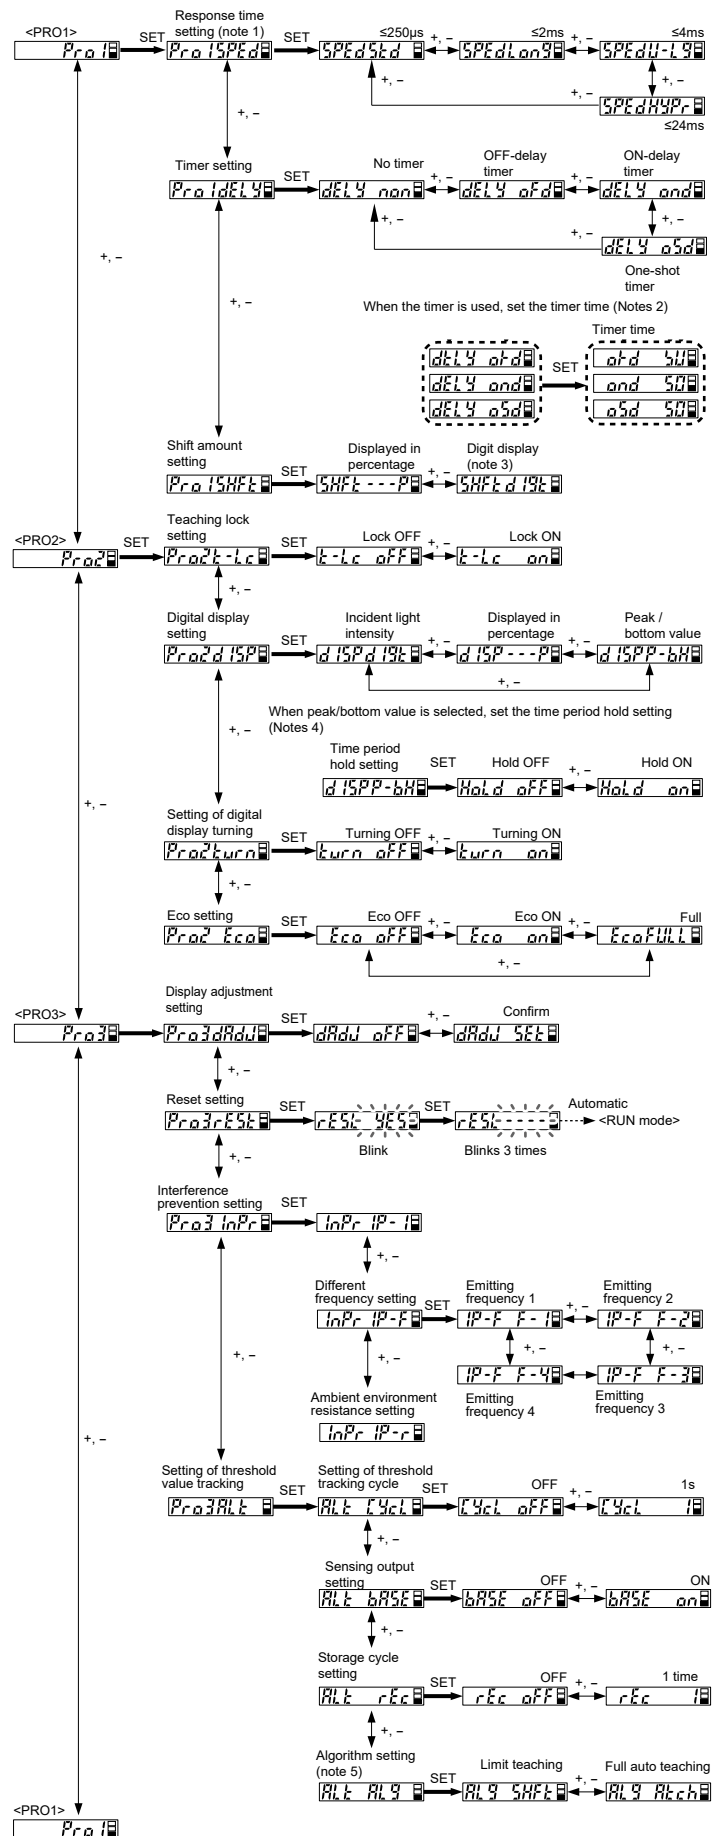 <PRO1>
Response time
setting (note 1)
Pro1
SET
Pro1SPEd
SET
≤250µs
SPEdStd
+, –
≤2ms
SPEdLong
+, –
≤4ms
SPEdU-Lg
+, –
+, –
+, –
SPEdHYPr
≤24ms
+, –
Timer setting
Pro1dELY
SET
No timer
dELY non
+, –
OFF-delay
timer
dELY ofd
+, –
ON-delay
timer
dELY ond
+, –
+, –
+, –
dELY oSd
One-shot
timer
+, –
+, –
When the timer is used, set the timer time (Notes 2)
Timer time
SET
dELY ond
ond 5.0
dELY oSd
oSd 5.0
Shift amount
setting
Pro1SHFt
SET
Displayed in
percentage
SHFt---P
+, –
Digit display
(note 3)
SHFtdIgt
<PRO2>
Pro2
SET
Teaching lock
setting
Pro2t-Lc
SET
Lock OFF
t-Lc oFF
+, –
Lock ON
t-Lc on
+, –
Digital display
setting
Pro2dISP
SET
Incident light
intensity
dISPdIgt
+, –
Displayed in
percentage
dISP---P
+, –
Peak /
bottom value
dISPP-bH
+, –
+, –
When peak/bottom value is selected, set the time period hold setting
(Notes 4)
Time period
hold setting
dISPP-bH
SET
Hold OFF
HoLd oFF
+, –
Hold ON
HoLd on
+, –
Setting of digital
display turning
Pro2turn
SET
Turning OFF
turn oFF
+, –
Turning ON
turn on
+, –
Eco setting
Pro2 Eco
SET
Eco OFF
Eco oFF
+, –
Eco ON
Eco on
+, –
Full
EcoFULL
+, –
<PRO3>
Pro3
Display adjustment
setting
Pro3dAdJ
SET
dAdJ oFF
+, –
Confirm
dAdJ SEt
+, –
Reset setting
Pro3rESt
SET
rESt YES
Blink
SET
rESt----
Blinks 3 times
Automatic
<RUN mode>
+, –
Interference
prevention setting
Pro3InPr
SET
InPr IP-1
+, –
Different
frequency setting
InPr IP-F
SET
Emitting
frequency 1
IP-F F-1
+, –
Emitting
frequency 2
IP-F F-2
+, –
+, –
+, –
+, –
IP-F F-4
Emitting
frequency 4
IP-F F-3
Emitting
frequency 3
Ambient environment
resistance setting
InPr IP-r
+, –
Setting of threshold
value tracking
Pro3ALt
SET
Setting of threshold
tracking cycle
ALt CYcL
SET
OFF
CYcL oFF
+, –
1s
CYcL 1
+, –
Sensing output
setting
ALt bASE
SET
OFF
bASE oFF
+, –
ON
bASE on
+, –
Storage cycle
setting
ALt rEc
SET
OFF
rEc oFF
+, –
1 time
rEc 1
+, –
Algorithm setting
(note 5)
ALt ALg
SET
Limit teaching
ALg SHFt
+, –
Full auto teaching
ALg Atch
<PRO1>
Pro1